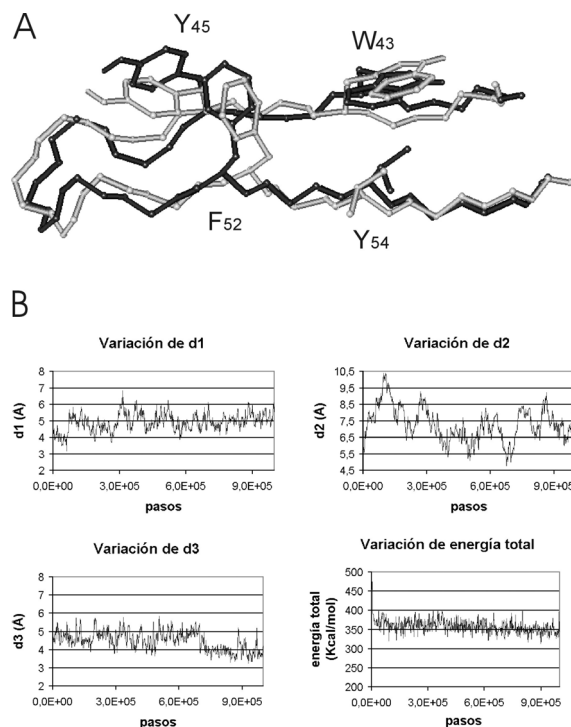 A
Y45
W43
F52
Y54
B
Variación de d1
d1 (A)
8
7
6
5
4
3
2
0,0E+00 3,0E+05 6,0E+05 9,0E+05
pasos
Variación de d2
d2 (A)
10,5
9,5
8,5
7,5
6,5
5,5
4,5
0,0E+00 3,0E+05 6,0E+05 9,0E+05
pasos
Variación de d3
d3 (A)
8
7
6
5
4
3
2
0,0E+00 3,0E+05 6,0E+05 9,0E+05
pasos
Variación de energía total
energia total
(Kcal/mol)
500
450
400
350
300
250
200
0,0E+00 3,0E+05 6,0E+05 9,0E+05
pasos